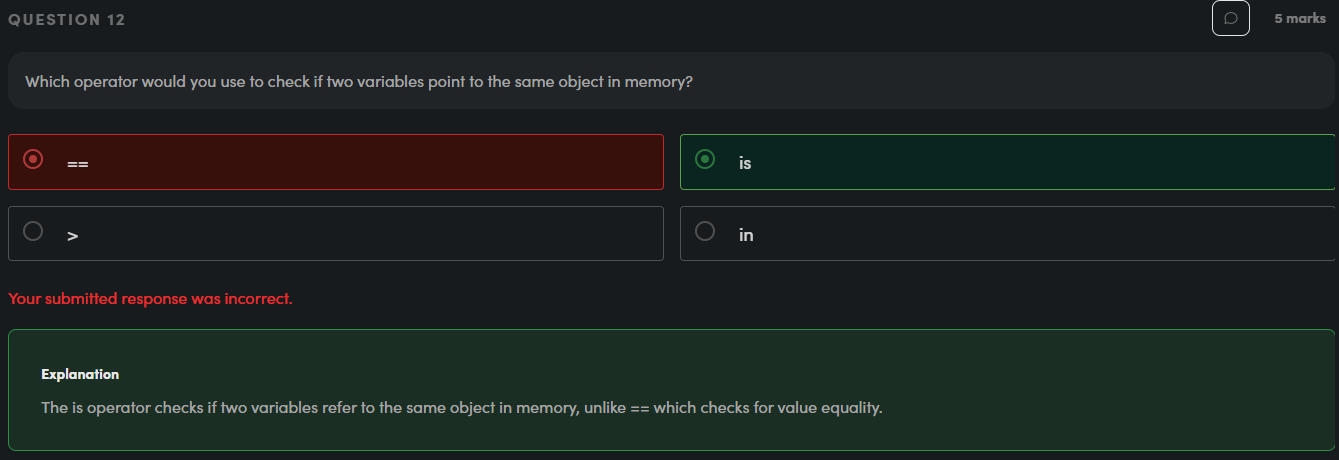 QUESTION 12
5 marks
Which operator would you use to check if two variables point to the same object in memory?
==
is
>
in
Your submitted response was incorrect.
Explanation
The is operator checks if two variables refer to the same object in memory, unlike == which checks for value equality.